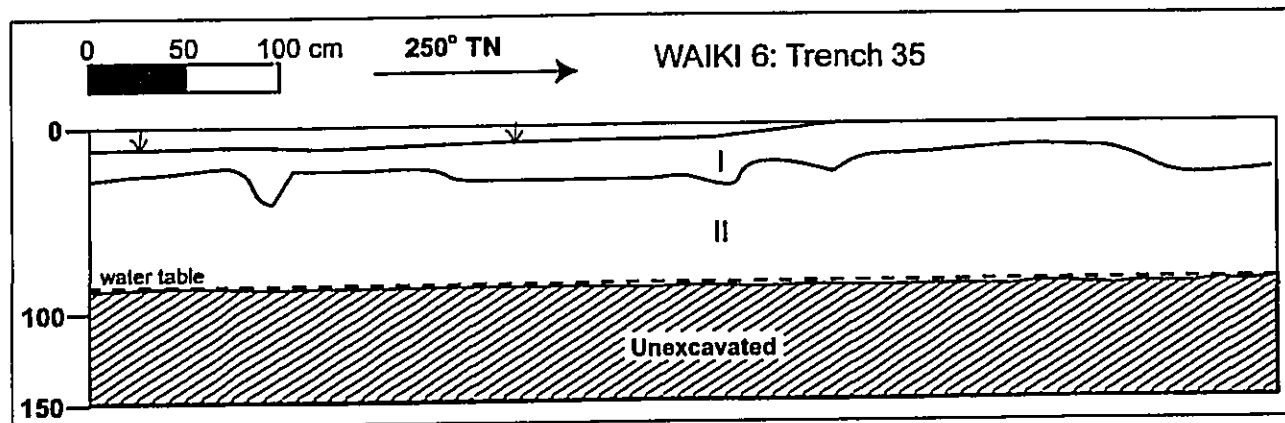 0 50 100 cm
250° TN
WAIKI 6: Trench 35
0
I
II
water table
100
Unexcavated
150